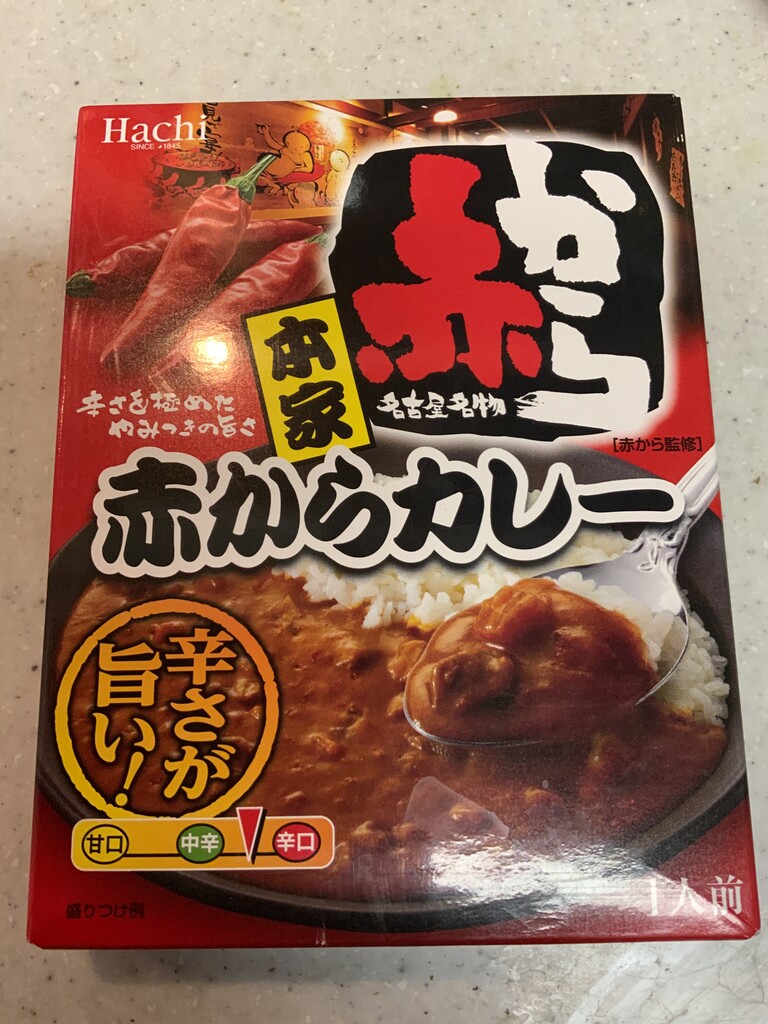 Hachi
SINCE 1845
赤から
名古屋名物
[赤から監修]
本家
辛さを極めた
やみつきの旨さ
赤からカレー
辛さが
旨い!
甘口 中辛 辛口
盛りつけ例
1人前